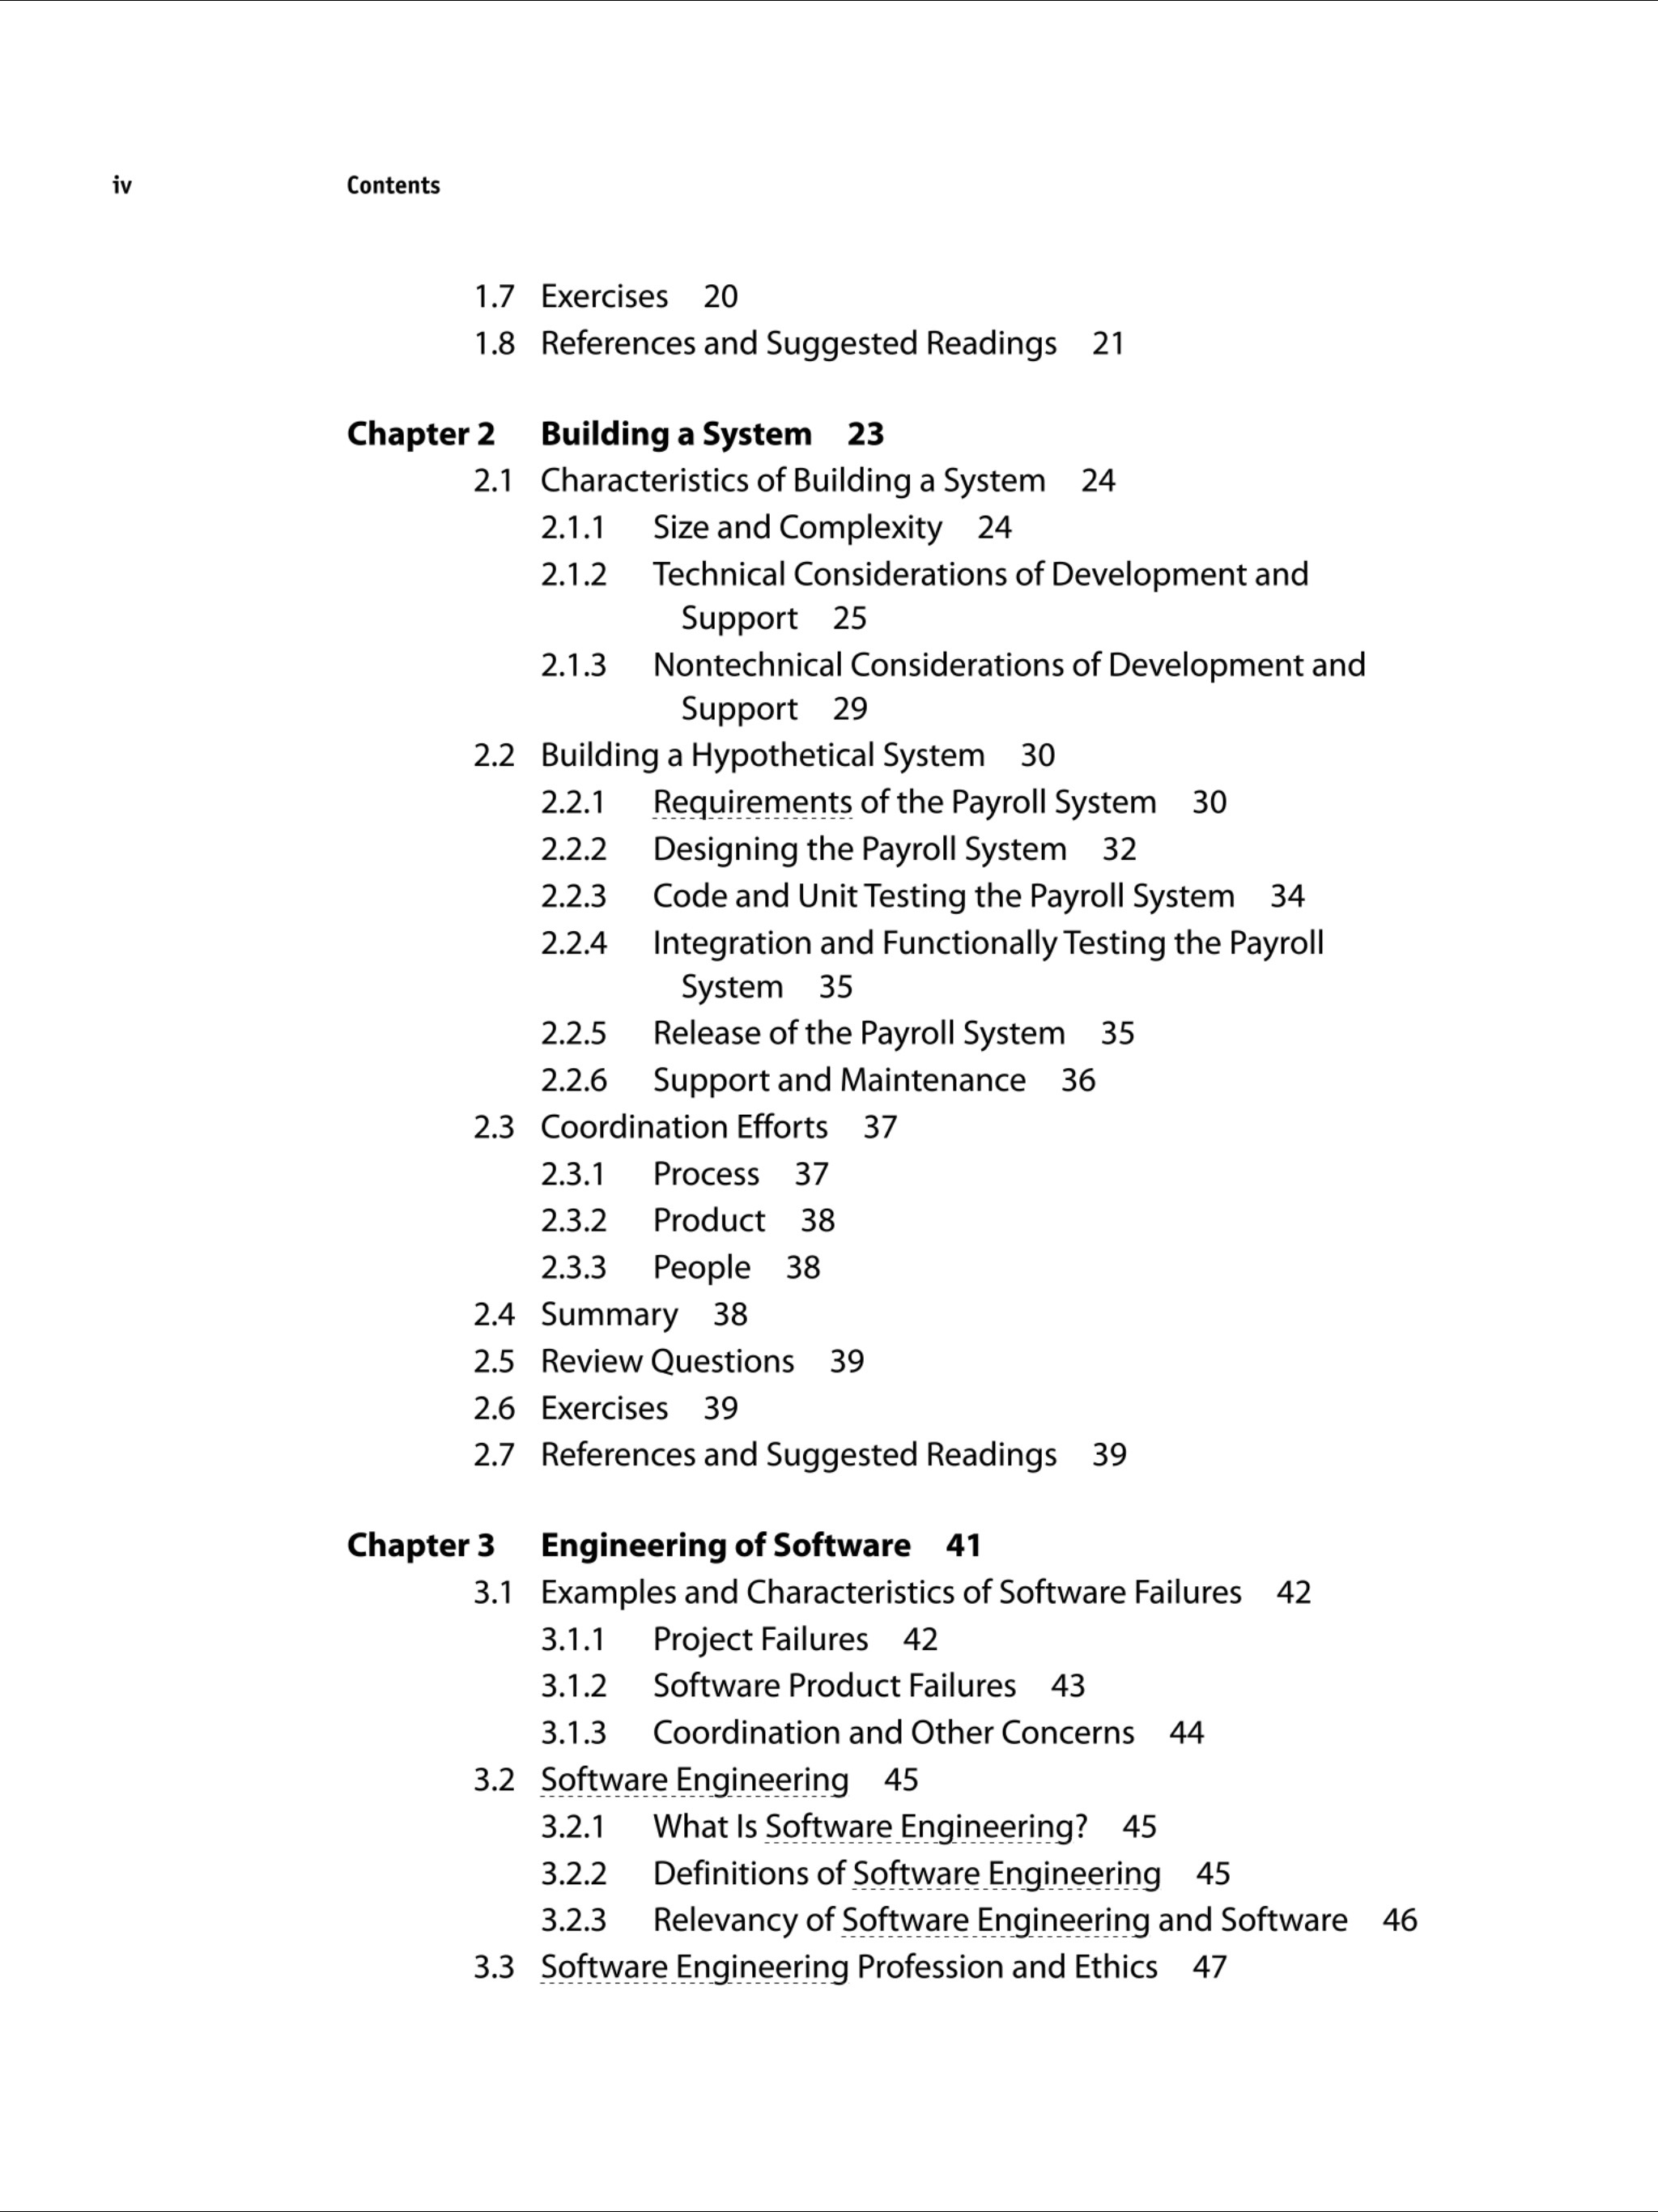 iv Contents
1.7 Exercises 20
1.8 References and Suggested Readings 21
Chapter 2 Building a System 23
2.1 Characteristics of Building a System 24
2.1.1 Size and Complexity 24
2.1.2 Technical Considerations of Development and
Support 25
2.1.3 Nontechnical Considerations of Development and
Support 29
2.2 Building a Hypothetical System 30
2.2.1 Requirements of the Payroll System 30
2.2.2 Designing the Payroll System 32
2.2.3 Code and Unit Testing the Payroll System 34
2.2.4 Integration and Functionally Testing the Payroll
System 35
2.2.5 Release of the Payroll System 35
2.2.6 Support and Maintenance 36
2.3 Coordination Efforts 37
2.3.1 Process 37
2.3.2 Product 38
2.3.3 People 38
2.4 Summary 38
2.5 Review Questions 39
2.6 Exercises 39
2.7 References and Suggested Readings 39
Chapter 3 Engineering of Software 41
3.1 Examples and Characteristics of Software Failures 42
3.1.1 Project Failures 42
3.1.2 Software Product Failures 43
3.1.3 Coordination and Other Concerns 44
3.2 Software Engineering 45
3.2.1 What Is Software Engineering? 45
3.2.2 Definitions of Software Engineering 45
3.2.3 Relevancy of Software Engineering and Software 46
3.3 Software Engineering Profession and Ethics 47